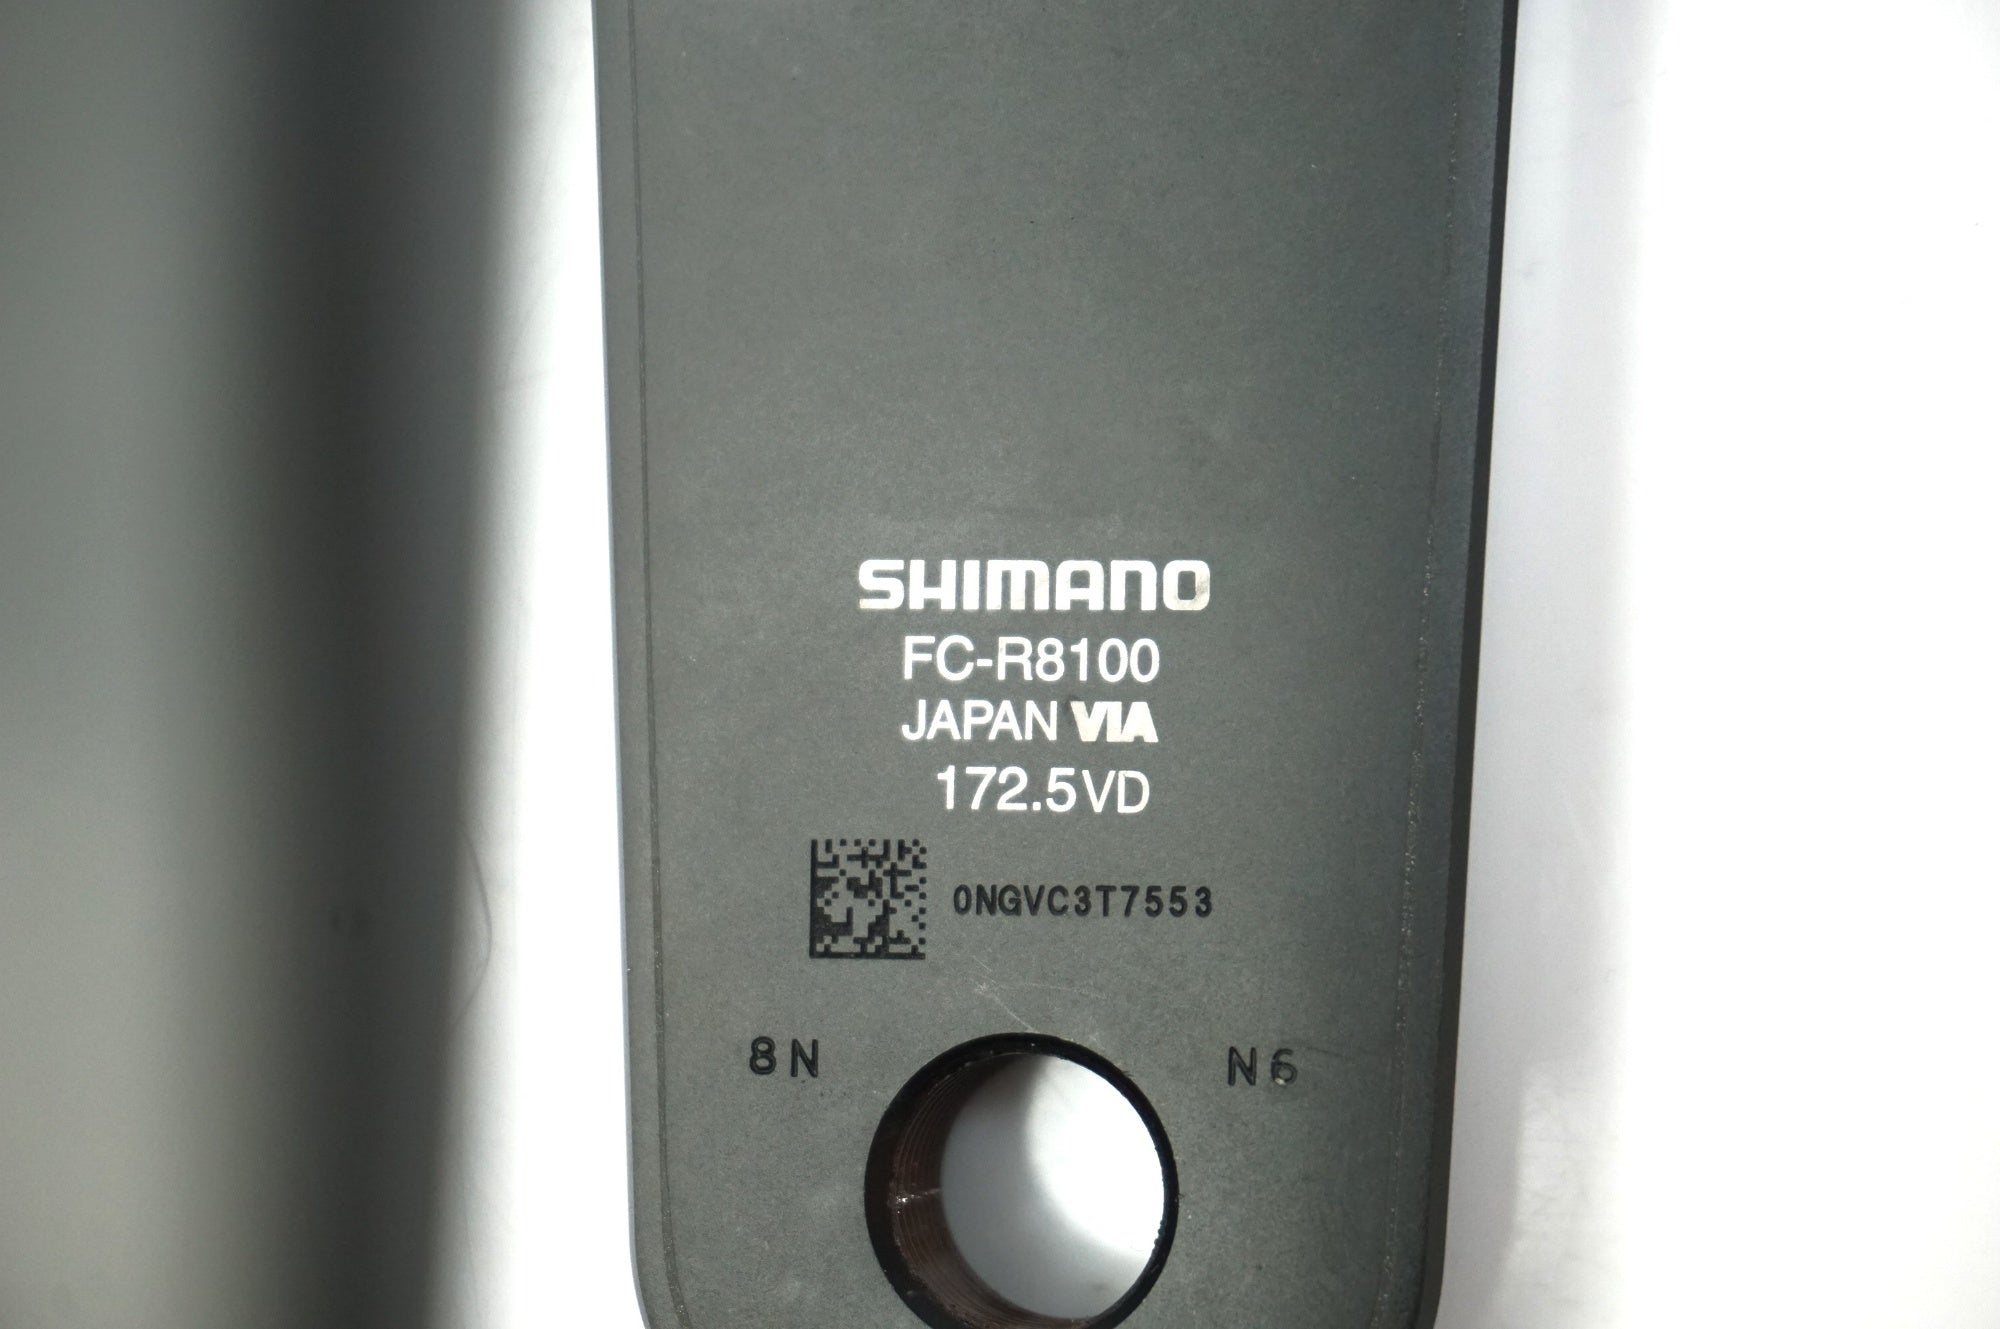 SHIMANO
FC-R8100
JAPAN VIA
172.5VD
0NGVC3T7553
8N
N6